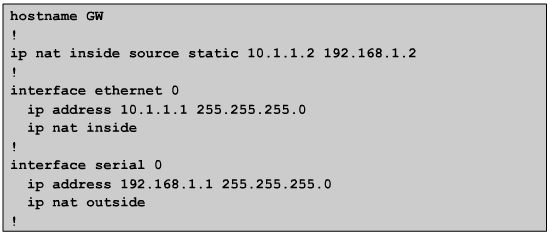 hostname GW
!
ip nat inside source static 10.1.1.2 192.168.1.2
!
interface ethernet 0
  ip address 10.1.1.1 255.255.255.0
  ip nat inside
!
interface serial 0
  ip address 192.168.1.1 255.255.255.0
  ip nat outside
!